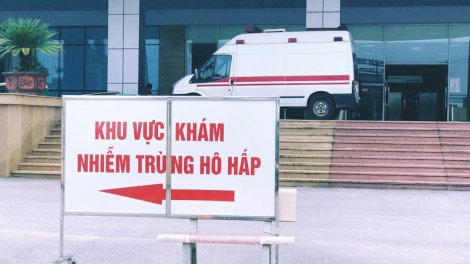 KHU VỰC KHÁM
NHIỄM TRÙNG HÔ HẤP